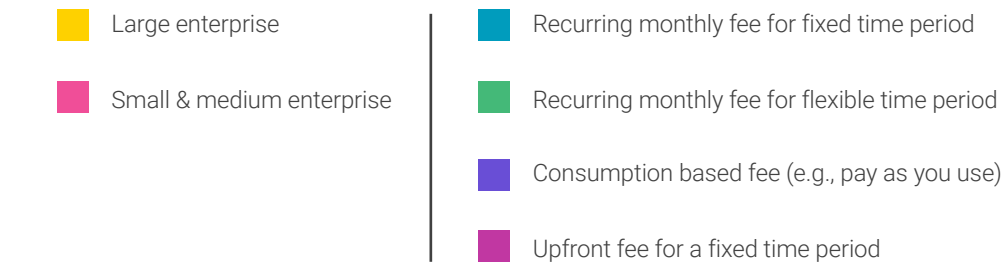 Large enterprise
Small & medium enterprise
Recurring monthly fee for fixed time period
Recurring monthly fee for flexible time period
Consumption based fee (e.g., pay as you use)
Upfront fee for a fixed time period